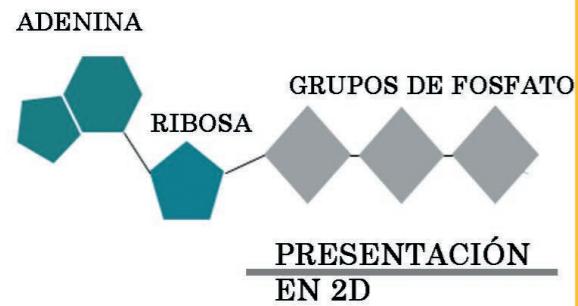 ADENINA
GRUPOS DE FOSFATO
RIBOSA
PRESENTACIÓN
EN 2D